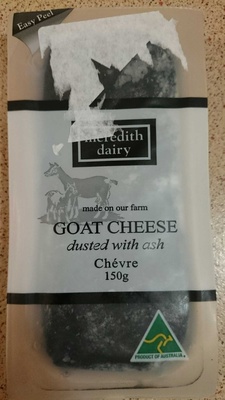 Easy Peel
meredith
dairy
made on our farm
GOAT CHEESE
dusted with ash
Chévre
150g
PRODUCT OF AUSTRALIA